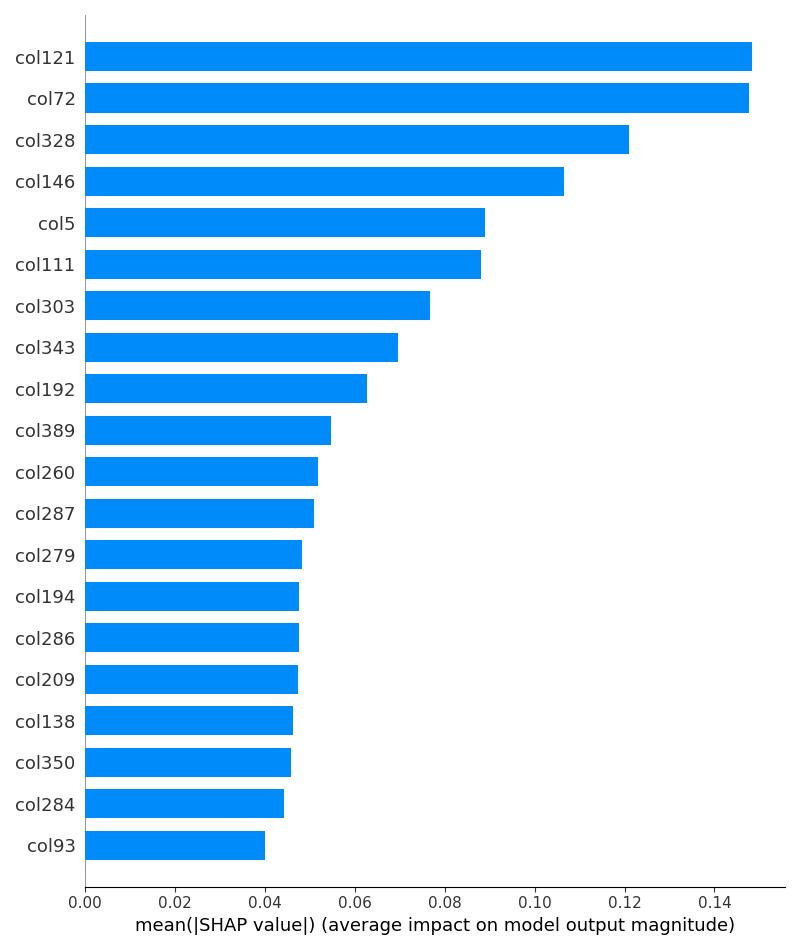 col121
col72
col328
col146
col5
col111
col303
col343
col192
col389
col260
col287
col279
col194
col286
col209
col138
col350
col284
col93
0.00 0.02 0.04 0.06 0.08 0.10 0.12 0.14
mean(|SHAP value|) (average impact on model output magnitude)